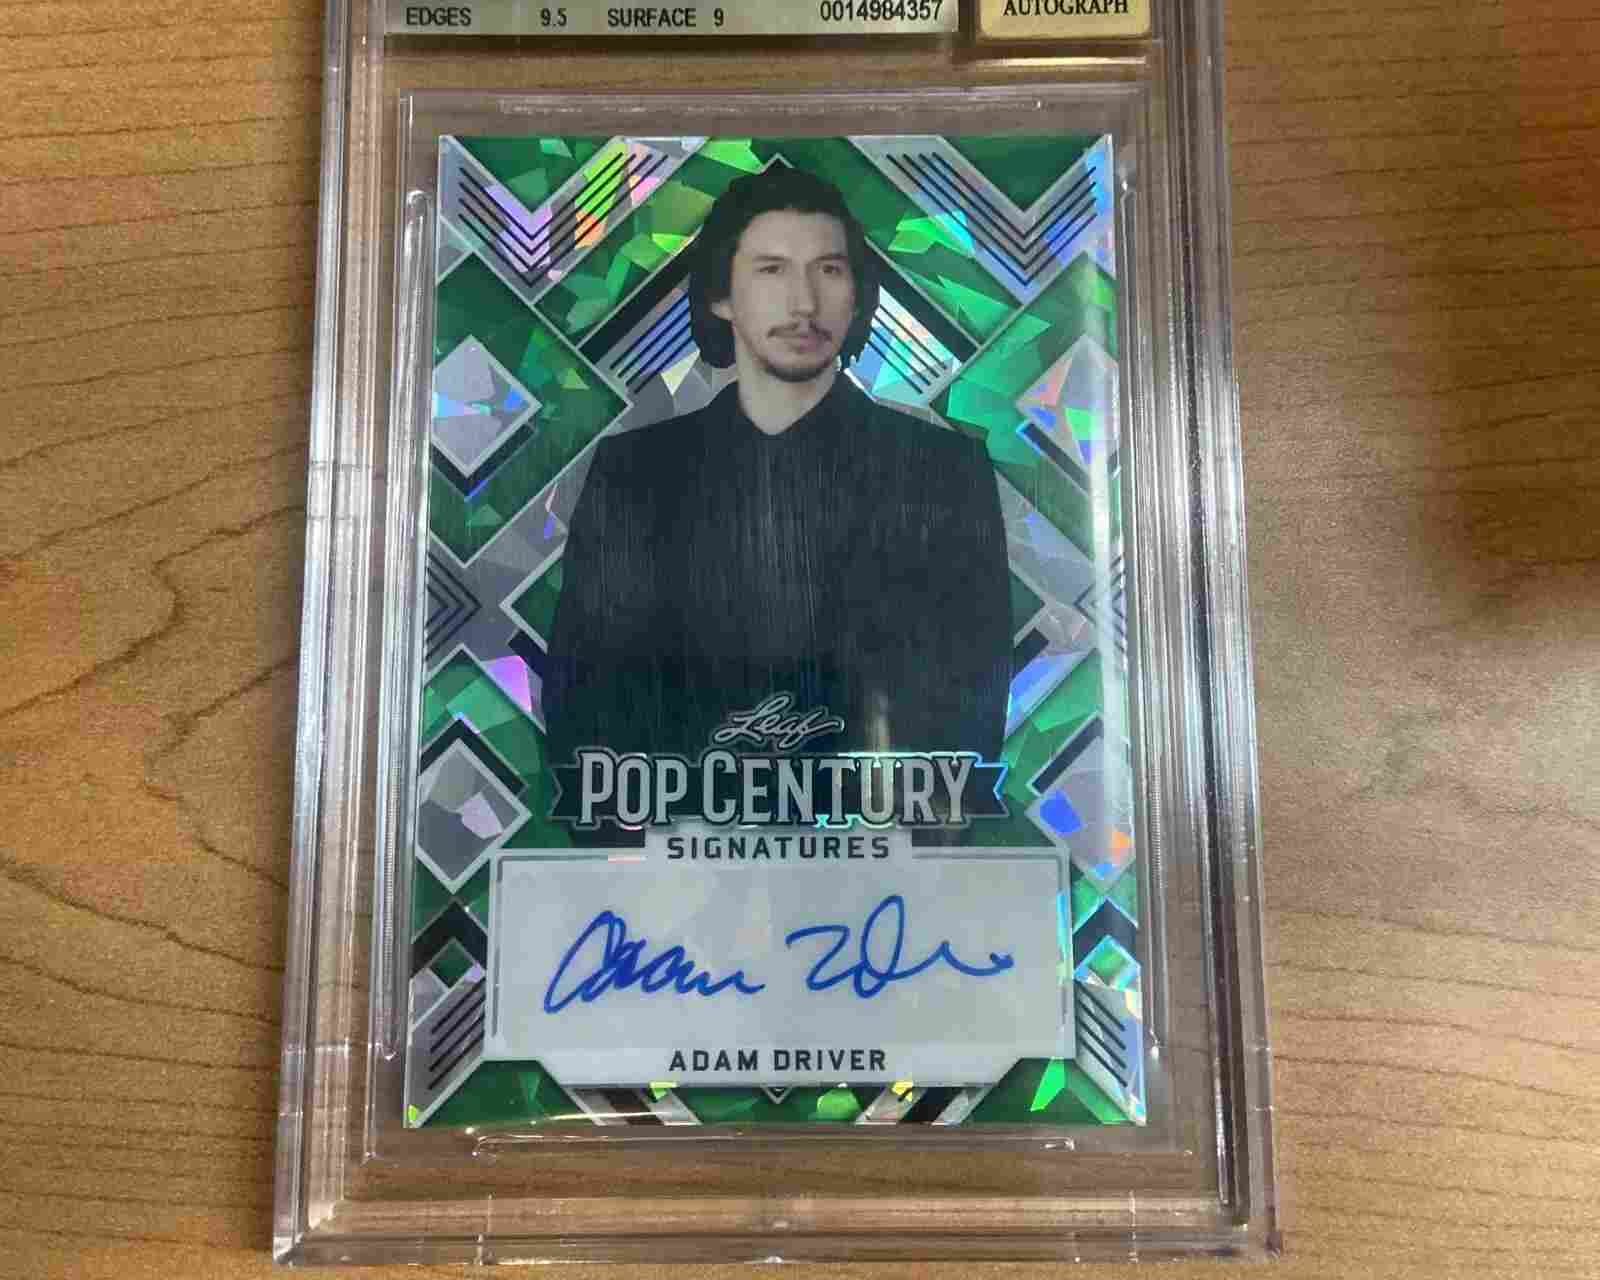 EDGES 9.5 SURFACE 9 0014984357
AUTOGRAPH
Leaf
POP CENTURY
SIGNATURES
ADAM DRIVER